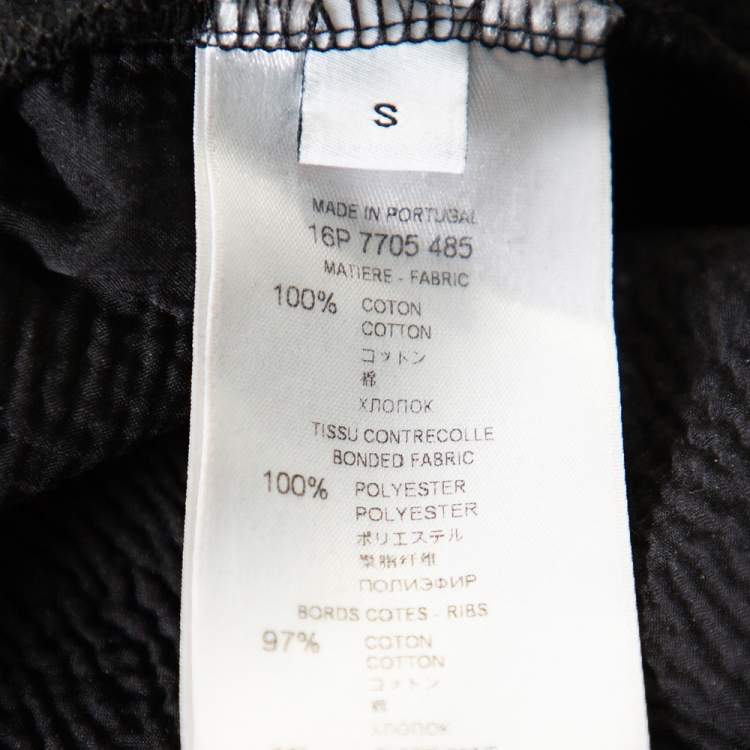 S
MADE IN PORTUGAL
16P 7705 485
MATIERE - FABRIC
100% COTON
COTTON
コットン
棉
ХЛОПОК
TISSU CONTRECOLLE
BONDED FABRIC
100% POLYESTER
POLYESTER
ポリエステル
聚脂纤维
ПОЛИЭФИР
BORDS COTES - RIBS
97% COTON
COTTON
コットン
棉
ХЛОПОК